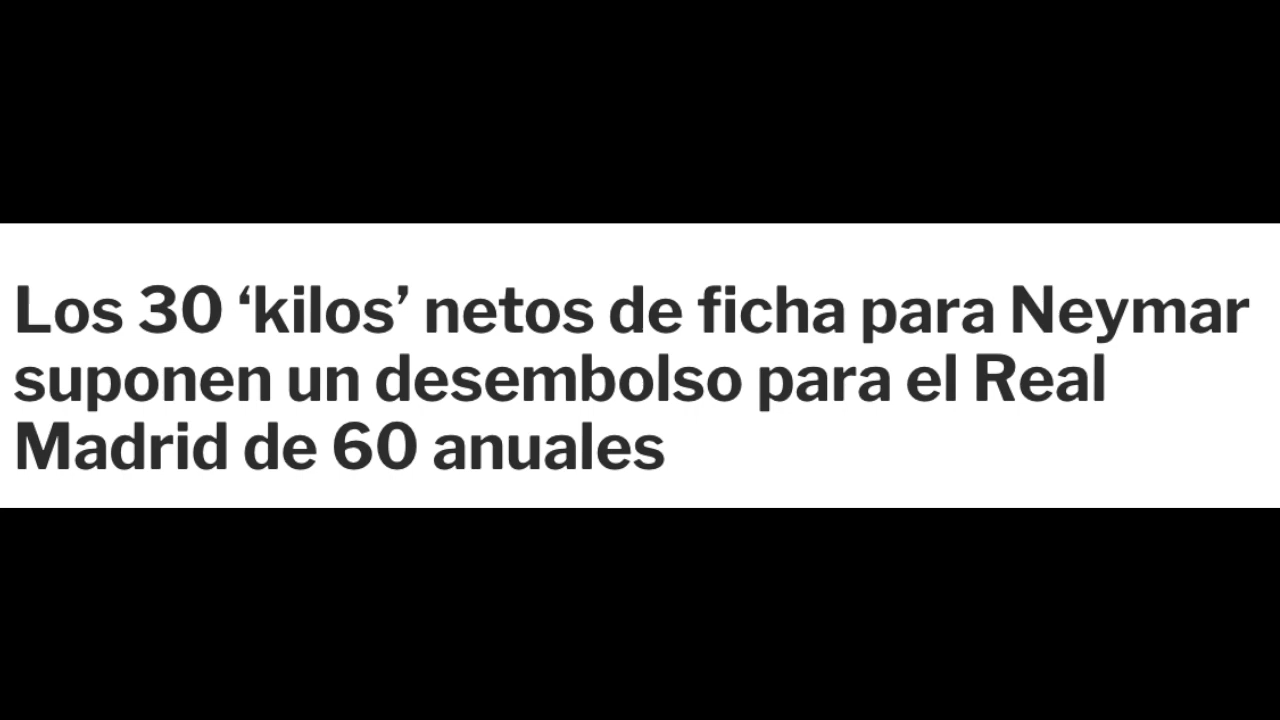 Los 30 ‘kilos’ netos de ficha para Neymar
suponen un desembolso para el Real
Madrid de 60 anuales